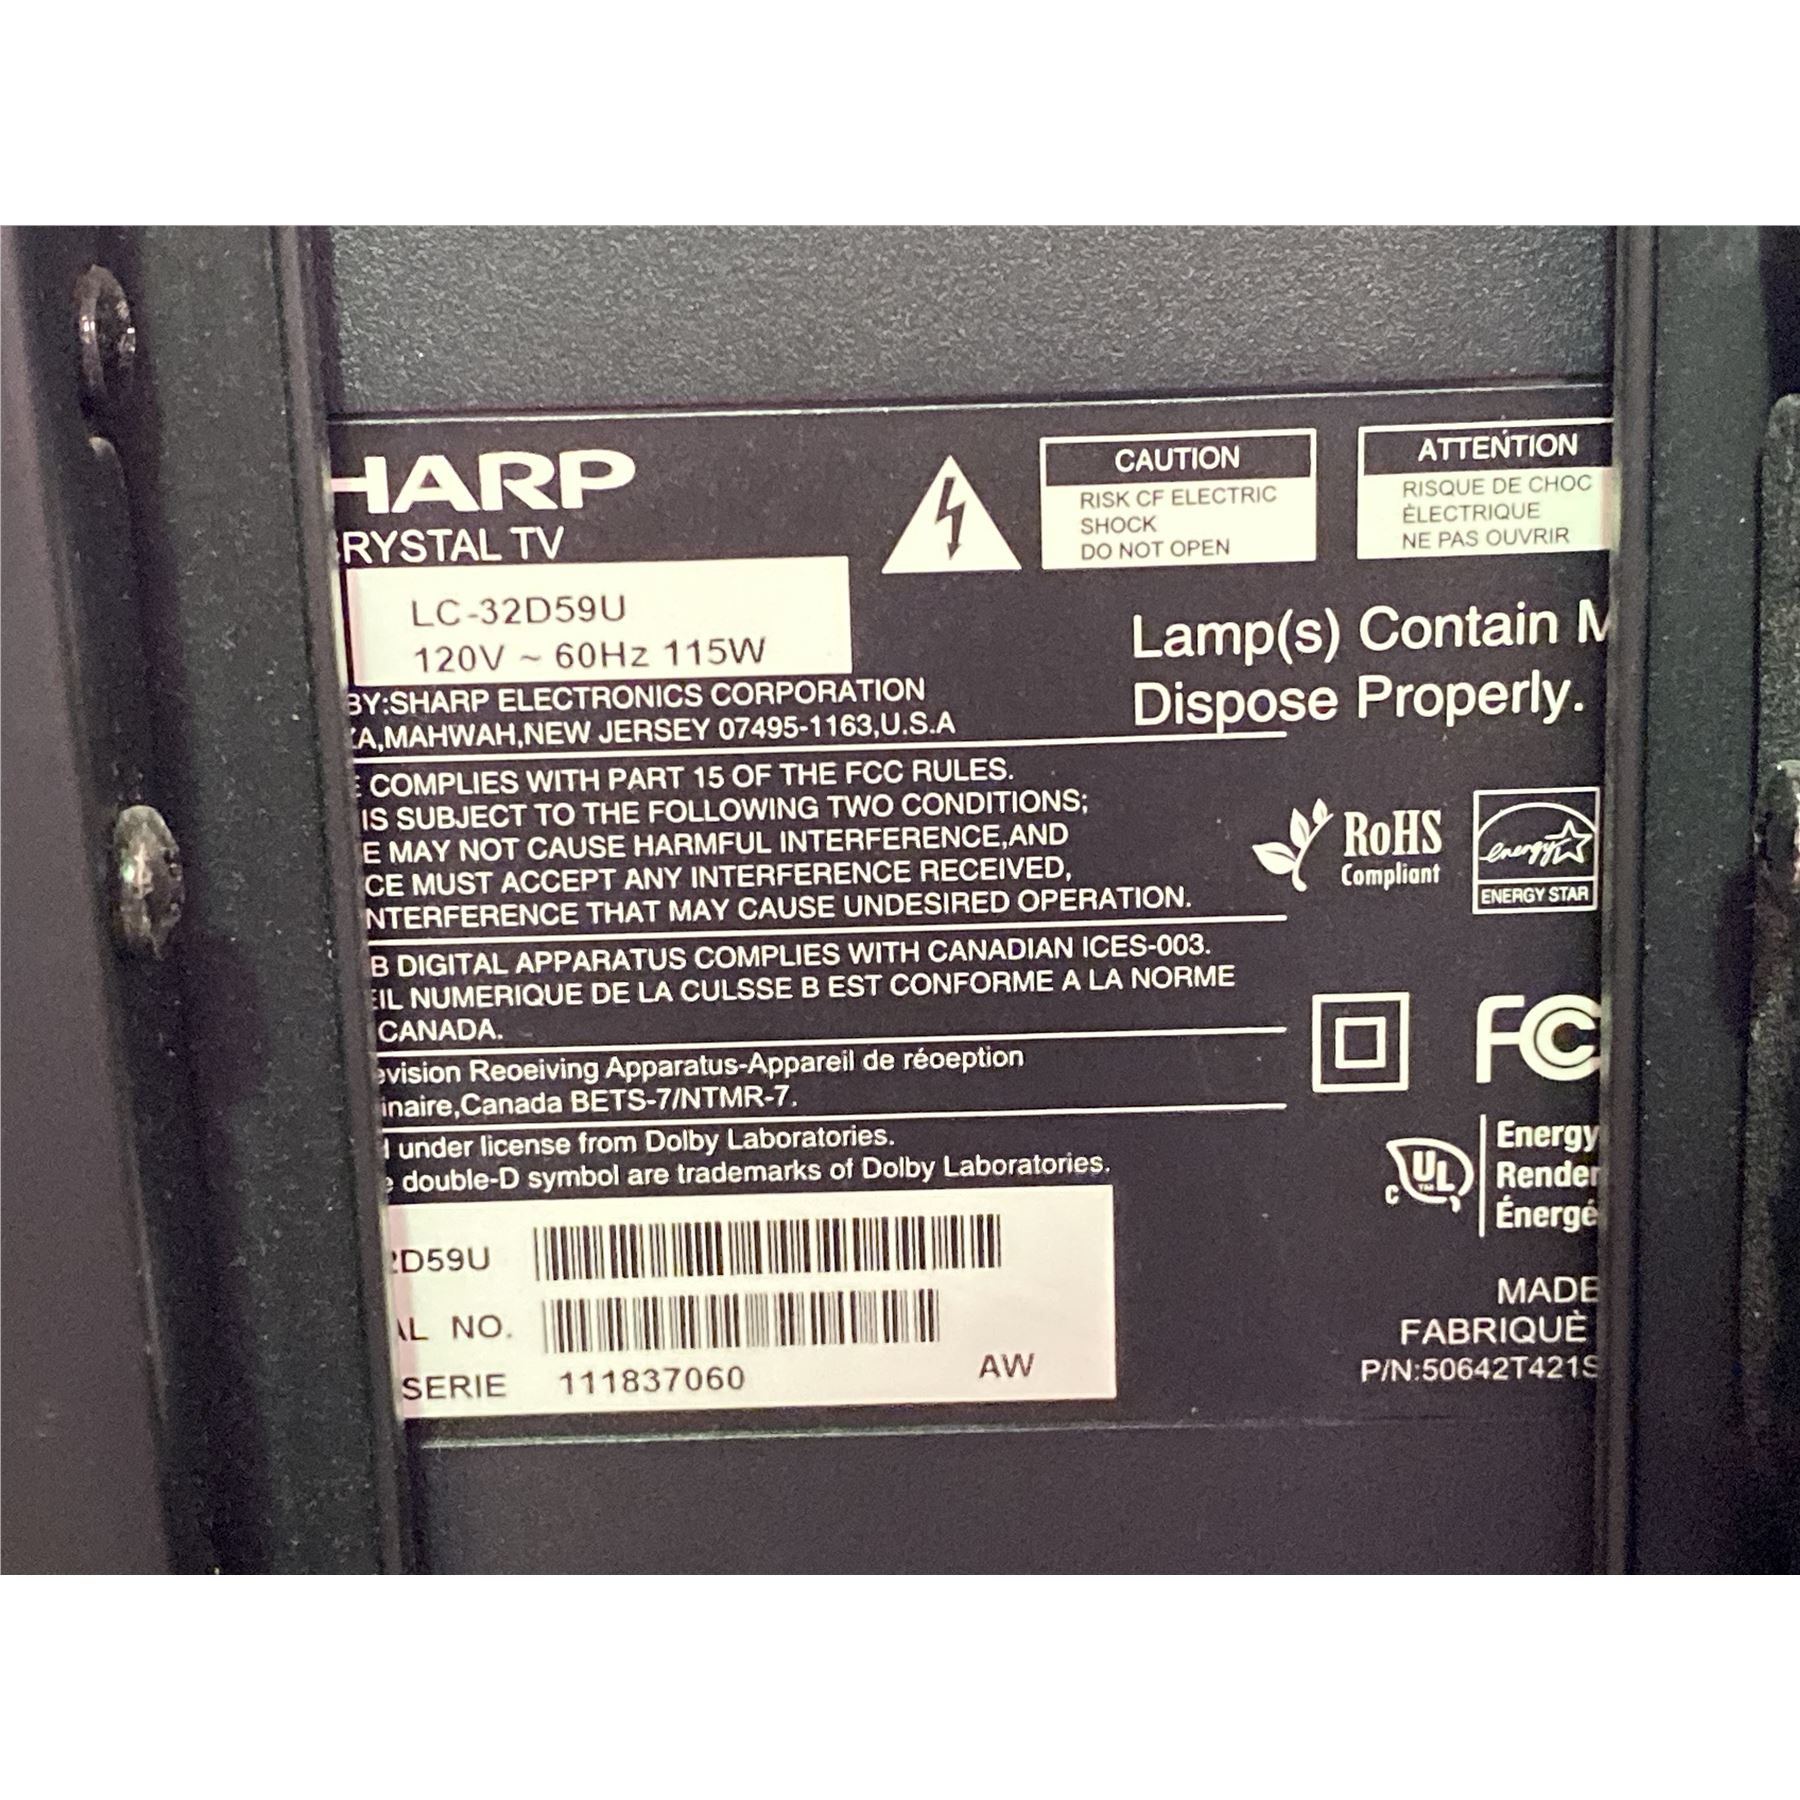 HARP
RYSTAL TV
LC-32D59U
120V ~ 60Hz 115W
BY:SHARP ELECTRONICS CORPORATION
A,MAHWAH,NEW JERSEY 07495-1163,U.S.A
COMPLIES WITH PART 15 OF THE FCC RULES.
IS SUBJECT TO THE FOLLOWING TWO CONDITIONS;
E MAY NOT CAUSE HARMFUL INTERFERENCE,AND
CE MUST ACCEPT ANY INTERFERENCE RECEIVED,
NTERFERENCE THAT MAY CAUSE UNDESIRED OPERATION.
B DIGITAL APPARATUS COMPLIES WITH CANADIAN ICES-003.
EIL NUMERIQUE DE LA CULSSE B EST CONFORME A LA NORME
CANADA.
evision Reoeiving Apparatus-Appareil de réoeption
inaire,Canada BETS-7/NTMR-7.
under license from Dolby Laboratories.
double-D symbol are trademarks of Dolby Laboratories.
2D59U
AL NO.
SERIE 111837060 AW
CAUTION
RISK CF ELECTRIC
SHOCK
DO NOT OPEN
ATTENTION
RISQUE DE CHOC
ÉLECTRIQUE
NE PAS OUVRIR
Lamp(s) Contain M
Dispose Properly.
RoHS
Compliant
energy
ENERGY STAR
FC
c UL
Energy
Render
Énergé
MADE
FABRIQUÈ
P/N:50642T421S